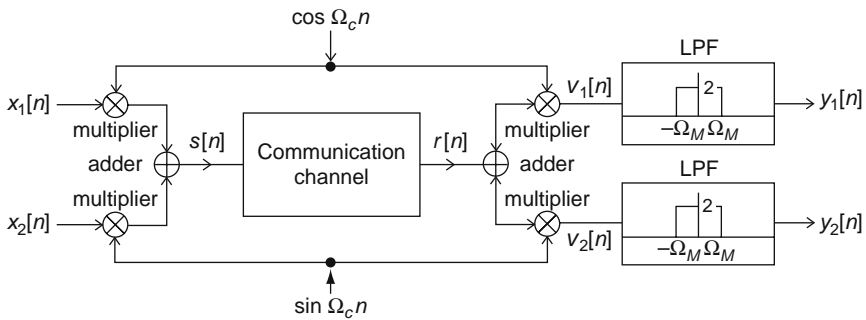 cos Ω_c n
LPF
x_1[n]
multiplier
v_1[n]
2
−Ω_M Ω_M
y_1[n]
multiplier
adder
s[n]
Communication
channel
r[n]
adder
LPF
multiplier
x_2[n]
multiplier
v_2[n]
2
−Ω_M Ω_M
y_2[n]
sin Ω_c n